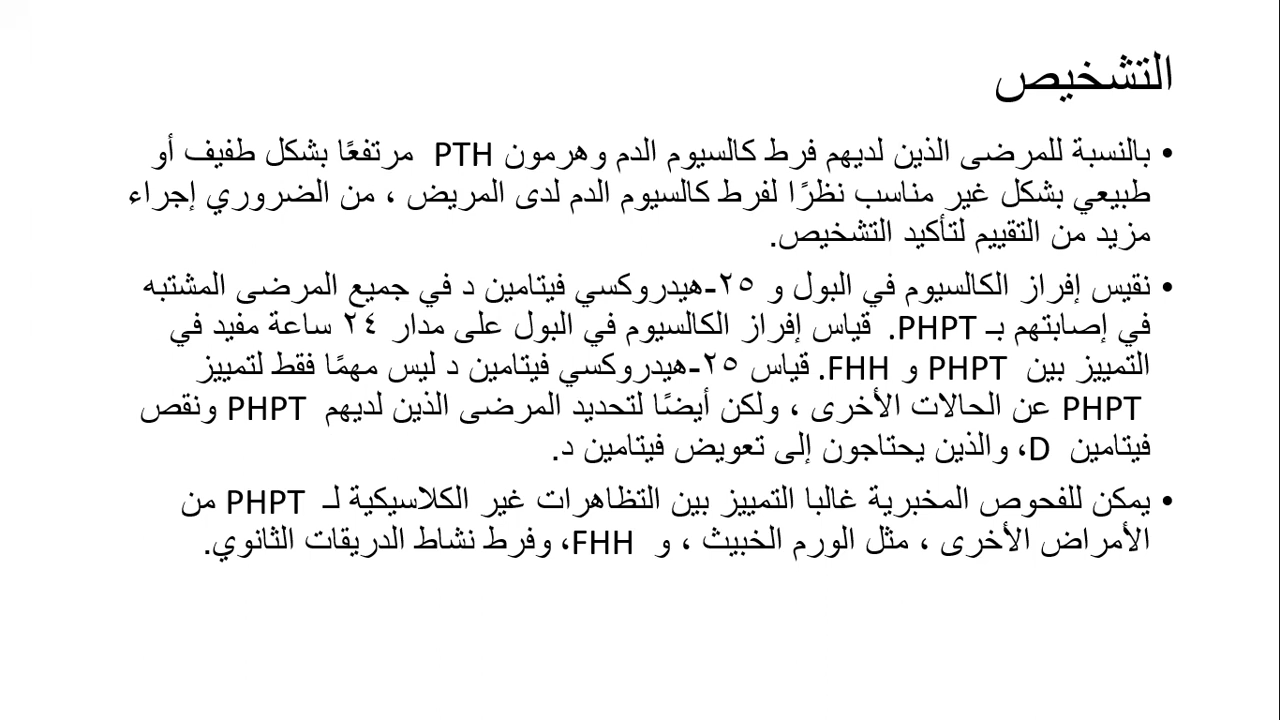 التشخيص
• بالنسبة للمرضى الذين لديهم فرط كالسيوم الدم وهرمون PTH مرتفعًا بشكل طفيف أو
طبيعي بشكل غير مناسب نظرًا لفرط كالسيوم الدم لدى المريض ، من الضروري إجراء
مزيد من التقييم لتأكيد التشخيص.
• نقيس إفراز الكالسيوم في البول و ٢٥-هيدروكسي فيتامين د في جميع المرضى المشتبه
في إصابتهم بـ PHPT. قياس إفراز الكالسيوم في البول على مدار ٢٤ ساعة مفيد في
التمييز بين PHPT و FHH. قياس ٢٥-هيدروكسي فيتامين د ليس مهمًا فقط لتمييز
PHPT عن الحالات الأخرى ، ولكن أيضًا لتحديد المرضى الذين لديهم PHPT ونقص
فيتامين D، والذين يحتاجون إلى تعويض فيتامين د.
• يمكن للفحوص المخبرية غالبا التمييز بين التظاهرات غير الكلاسيكية لـ PHPT من
الأمراض الأخرى ، مثل الورم الخبيث ، و FHH، وفرط نشاط الدريقات الثانوي.